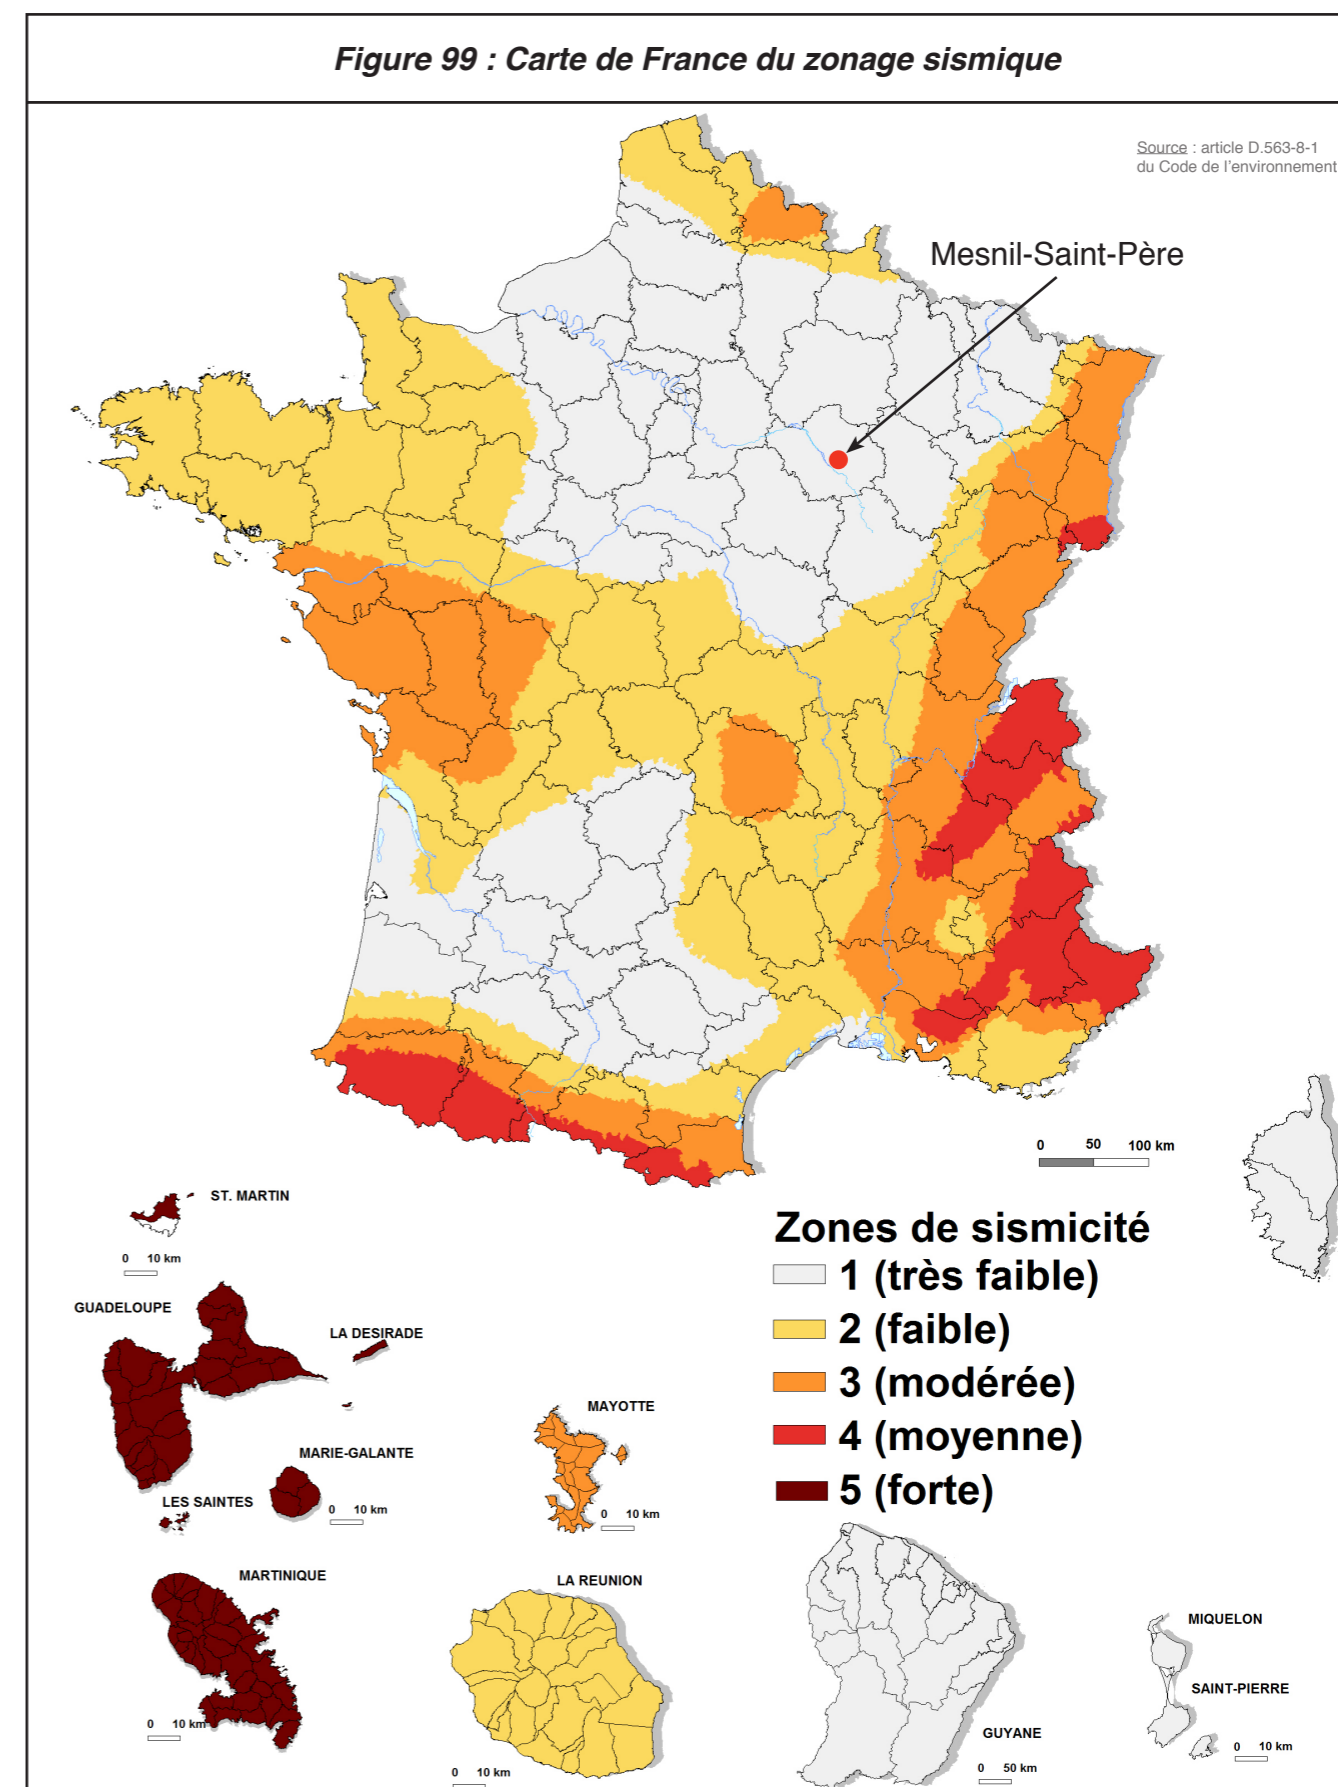 Figure 99 : Carte de France du zonage sismique
Source : article D.563-8-1
du Code de l'environnement
Mesnil-Saint-Père
0 50 100 km
ST. MARTIN
0 10 km
GUADELOUPE
LA DESIRADE
MARIE-GALANTE
0 10 km
LES SAINTES
MARTINIQUE
0 10 km
MAYOTTE
0 10 km
LA REUNION
0 10 km
Zones de sismicité
1 (très faible)
2 (faible)
3 (modérée)
4 (moyenne)
5 (forte)
GUYANE
0 50 km
MIQUELON
SAINT-PIERRE
0 10 km